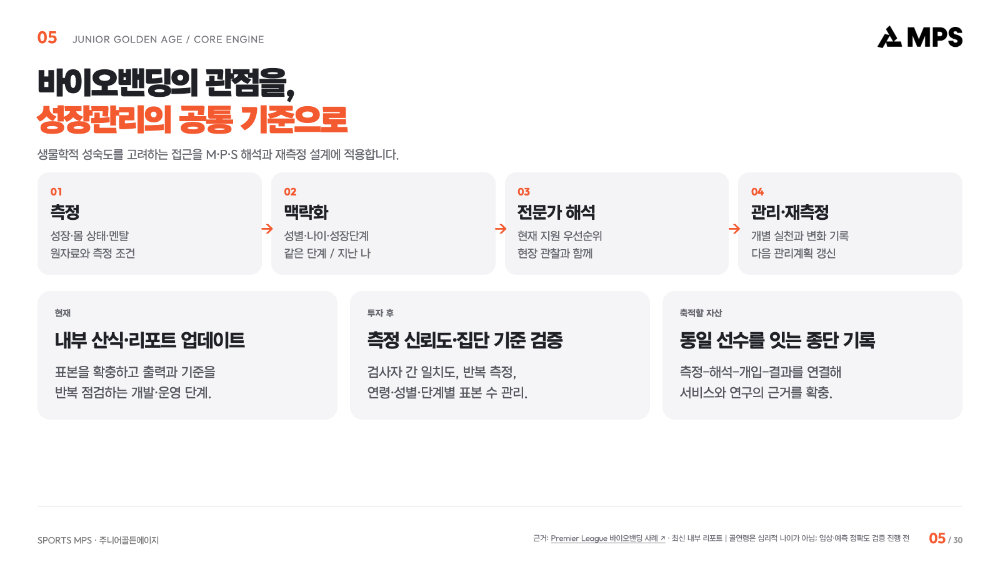 05 JUNIOR GOLDEN AGE / CORE ENGINE
MPS
바이오밴딩의 관점을,
성장관리의 공통 기준으로
생물학적 성숙도를 고려하는 접근을 M·P·S 해석과 재측정 설계에 적용합니다.
01
측정
성장·몸 상태·멘탈
원자료와 측정 조건
→
02
맥락화
성별·나이·성장단계
같은 단계 / 지난 나
→
03
전문가 해석
현재 지원 우선순위
현장 관찰과 함께
→
04
관리·재측정
개별 실천과 변화 기록
다음 관리계획 갱신
현재
내부 산식·리포트 업데이트
표본을 확충하고 출력과 기준을
반복 점검하는 개발·운영 단계.
투자 후
측정 신뢰도·집단 기준 검증
검사자 간 일치도, 반복 측정,
연령·성별·단계별 표본 수 관리.
축적할 자산
동일 선수를 잇는 종단 기록
측정–해석–개입–결과를 연결해
서비스와 연구의 근거를 확충.
SPORTS MPS · 주니어골든에이지
근거: Premier League 바이오밴딩 사례 ↗ · 최신 내부 리포트 | 골연령은 심리적 나이가 아님; 임상·예측 정확도 검증 진행 전
05 / 30